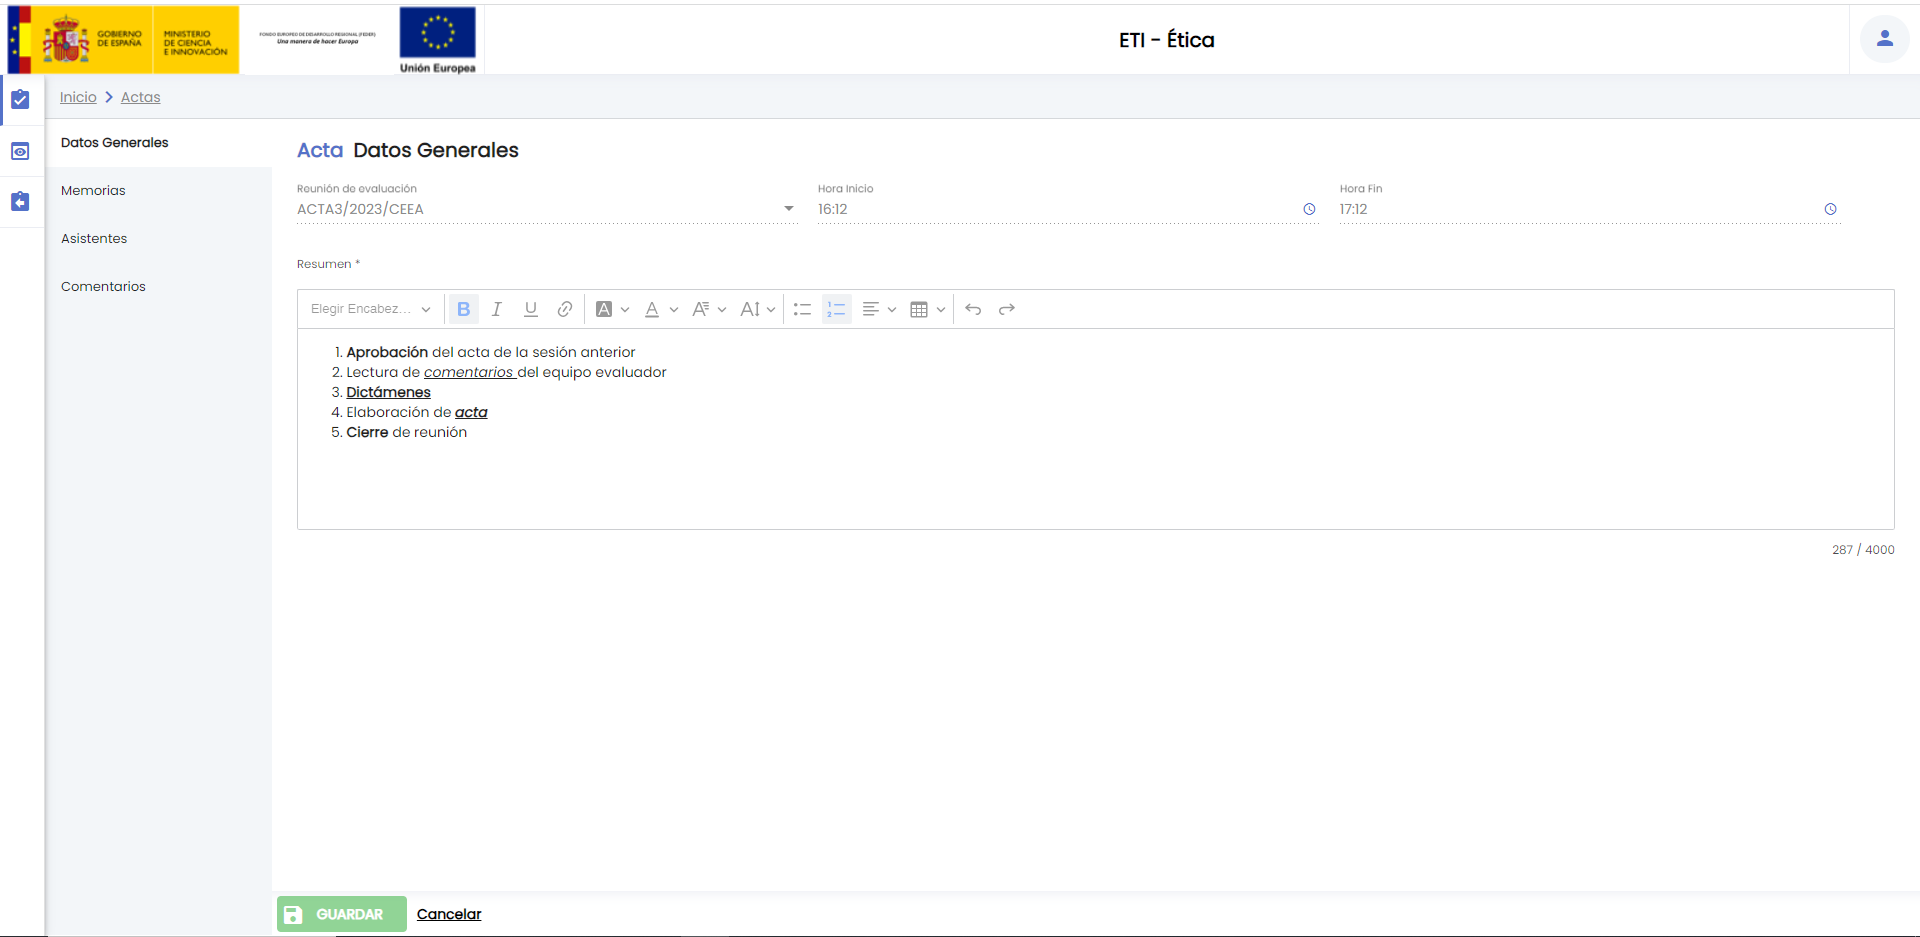 GOBIERNO DE ESPAÑA
MINISTERIO DE CIENCIA E INNOVACIÓN
FONDO EUROPEO DE DESARROLLO REGIONAL (FEDER)
Una manera de hacer Europa
Unión Europea
ETI - Ética
Inicio > Actas
Datos Generales
Memorias
Asistentes
Comentarios
Acta Datos Generales
Reunión de evaluación
ACTA3/2023/CEEA
Hora Inicio
16:12
Hora Fin
17:12
Resumen *
Elegir Encabez...
1. Aprobación del acta de la sesión anterior
2. Lectura de comentarios del equipo evaluador
3. Dictámenes
4. Elaboración de acta
5. Cierre de reunión
287 / 4000
GUARDAR
Cancelar